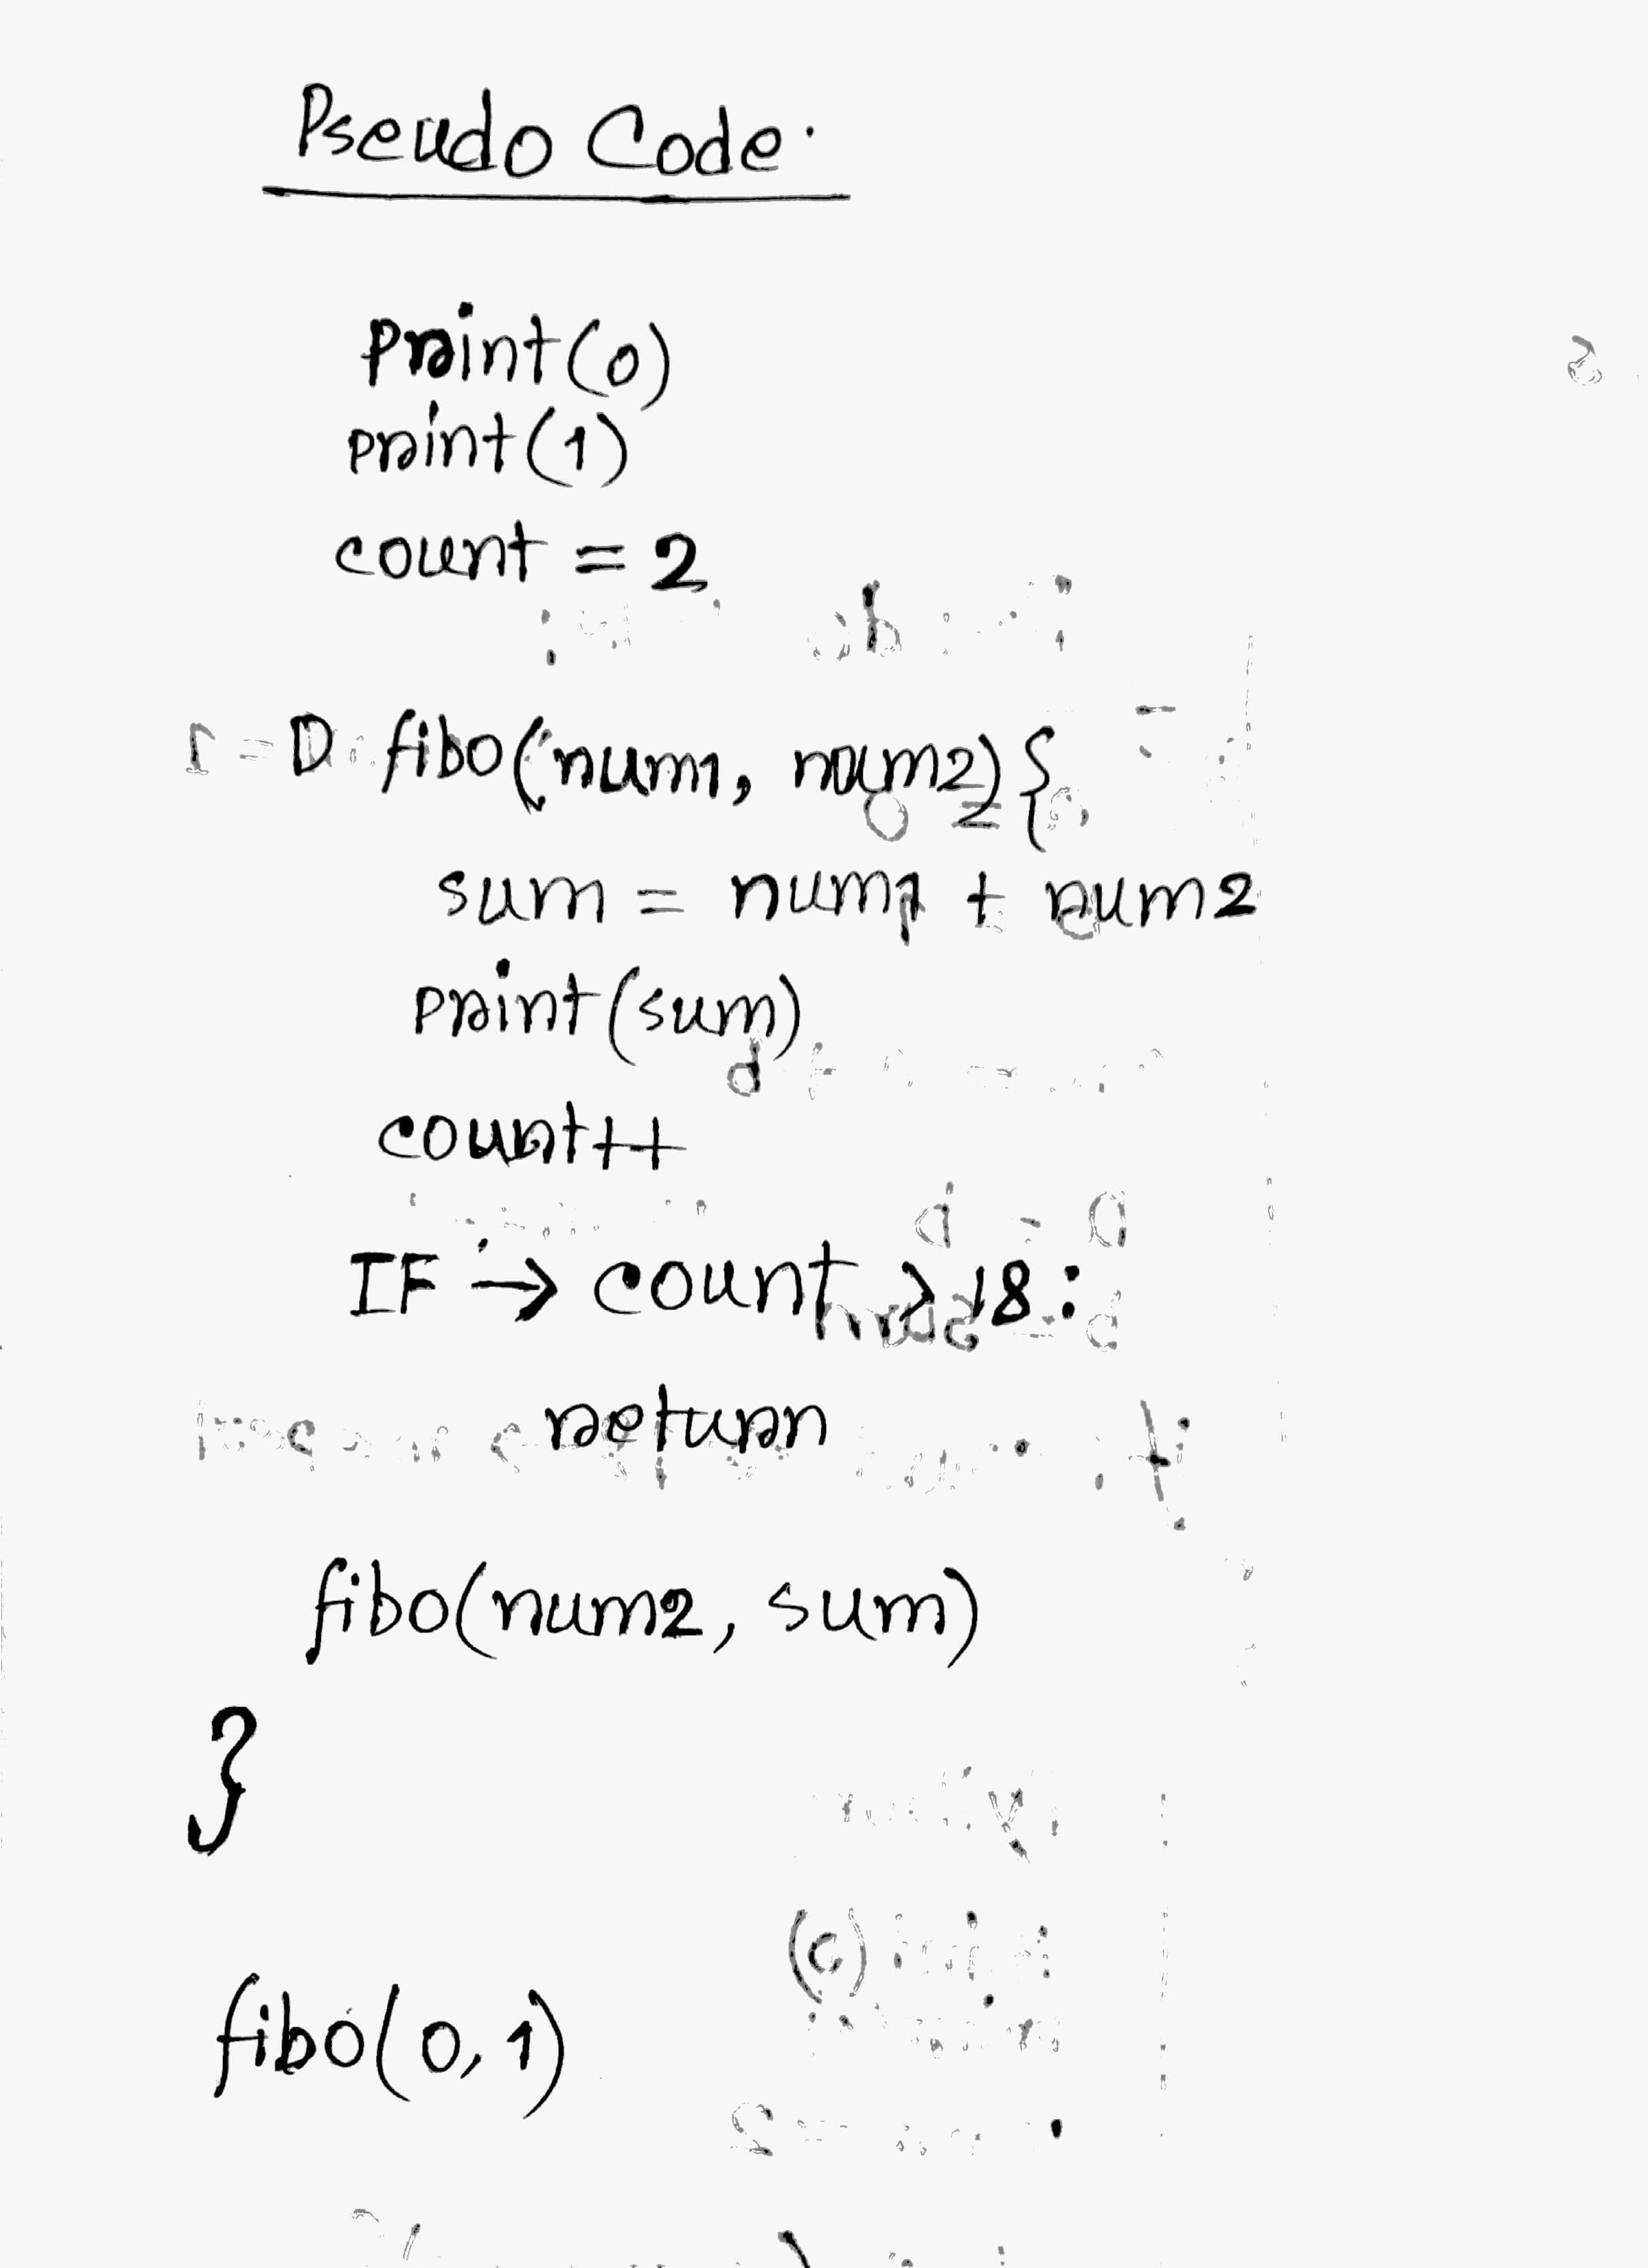 Pseudo Code.
print(0)
print(1)
count = 2
D fibo(num1, num2) {
sum = num1 + num2
print(sum)
count++
IF → count > 18 :
return
fibo(num2, sum)
}
fibo(0, 1)